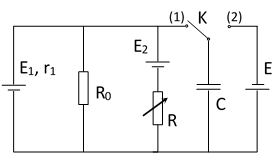 (1) K (2)
E₂
E₁, r₁
E
R₀
C
R